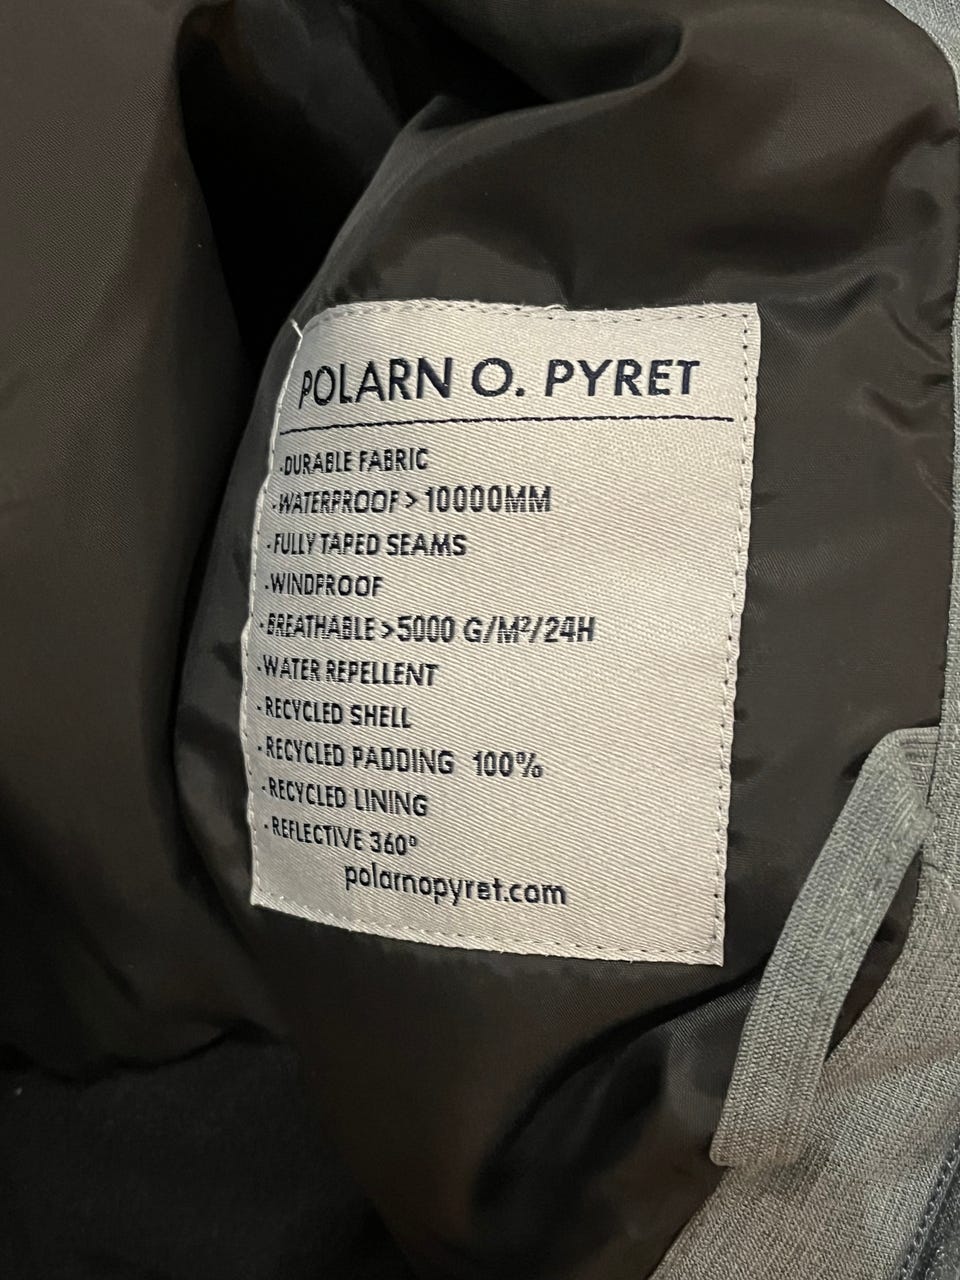 POLARN O. PYRET
-DURABLE FABRIC
-WATERPROOF > 10000MM
-FULLY TAPED SEAMS
-WINDPROOF
-BREATHABLE >5000 G/M²/24H
-WATER REPELLENT
-RECYCLED SHELL
-RECYCLED PADDING 100%
-RECYCLED LINING
-REFLECTIVE 360°
polarnopyret.com